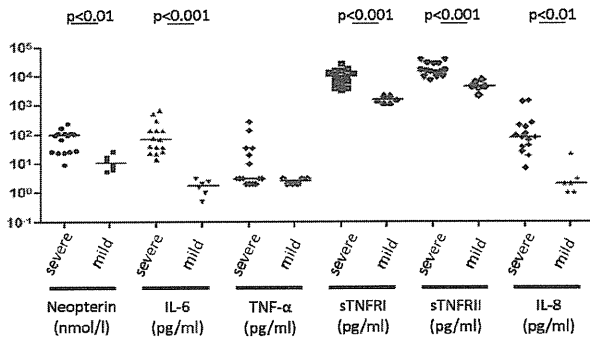 p<0.01 p<0.001 p<0.001 p<0.001 p<0.01
10⁵
10⁴
10³
10²
10¹
10⁰
10⁻¹
severe mild severe mild severe mild severe mild severe mild severe mild
Neopterin IL-6 TNF-α sTNFRI sTNFRII IL-8
(nmol/l) (pg/ml) (pg/ml) (pg/ml) (pg/ml) (pg/ml)